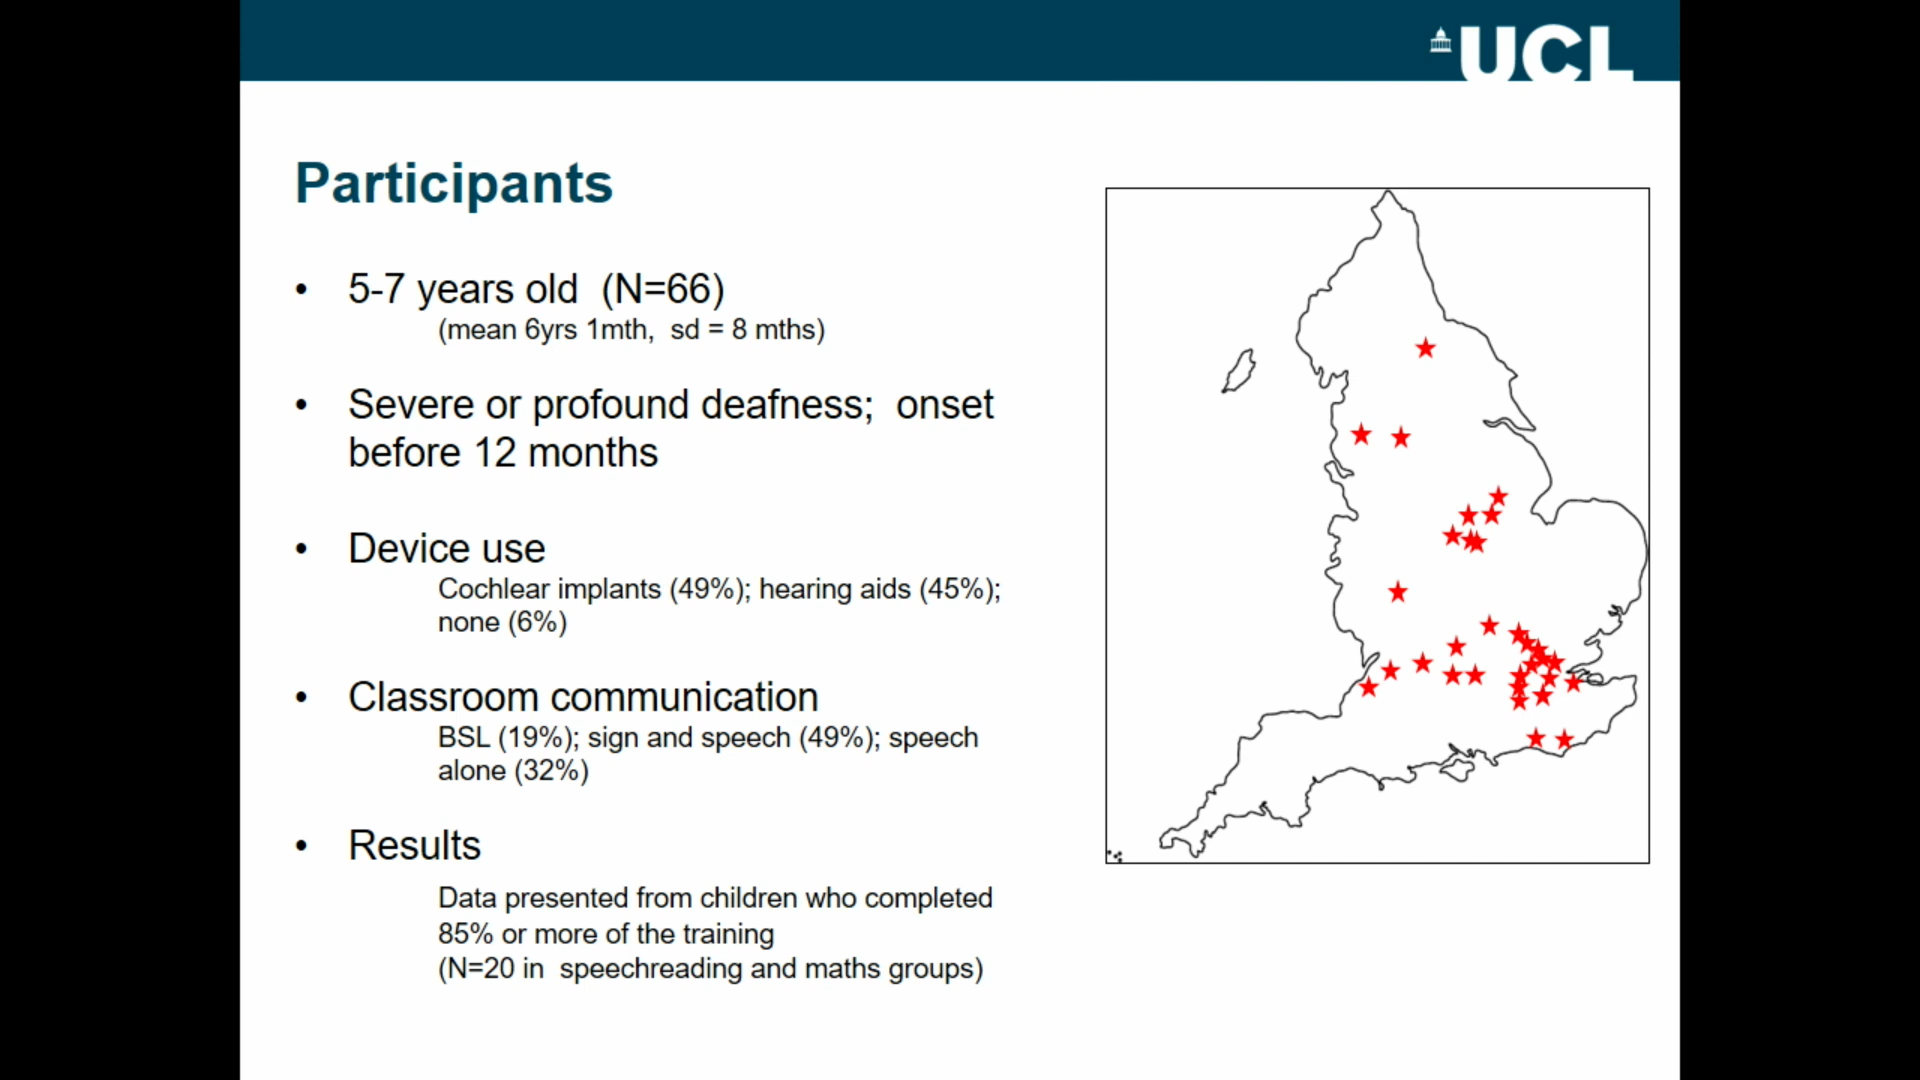 UCL
Participants
• 5-7 years old (N=66)
(mean 6yrs 1mth, sd = 8 mths)
• Severe or profound deafness; onset
before 12 months
• Device use
Cochlear implants (49%); hearing aids (45%);
none (6%)
• Classroom communication
BSL (19%); sign and speech (49%); speech
alone (32%)
• Results
Data presented from children who completed
85% or more of the training
(N=20 in speechreading and maths groups)